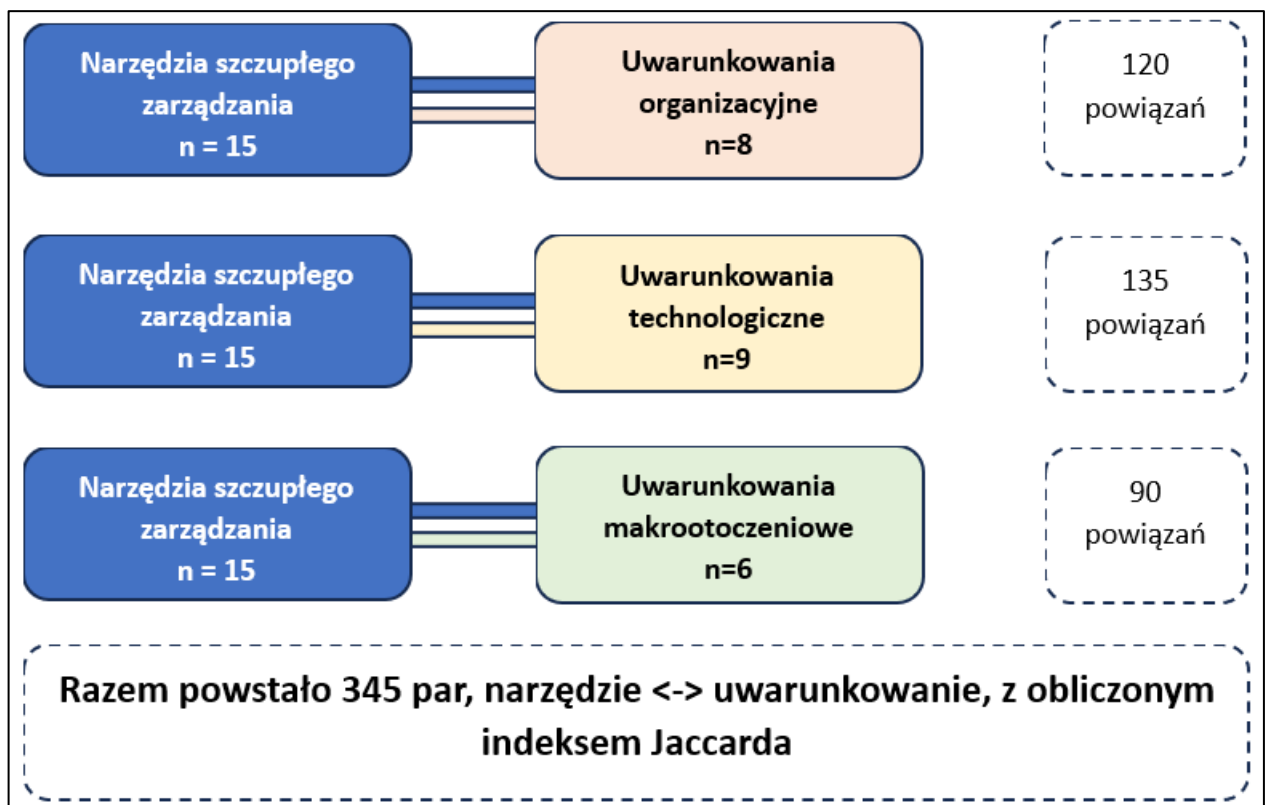 Narzędzia szczupłego
zarządzania
n = 15
Uwarunkowania
organizacyjne
n=8
120
powiązań
Narzędzia szczupłego
zarządzania
n = 15
Uwarunkowania
technologiczne
n=9
135
powiązań
Narzędzia szczupłego
zarządzania
n = 15
Uwarunkowania
makrootoczeniowe
n=6
90
powiązań
Razem powstało 345 par, narzędzie <-> uwarunkowanie, z obliczonym
indeksem Jaccarda